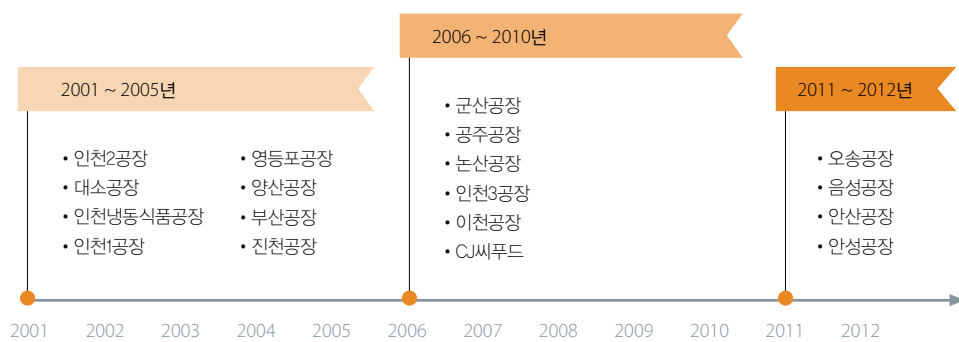 2001 ~ 2005년
• 인천2공장
• 대소공장
• 인천냉동식품공장
• 인천1공장
• 영등포공장
• 양산공장
• 부산공장
• 진천공장
2006 ~ 2010년
• 군산공장
• 공주공장
• 논산공장
• 인천3공장
• 이천공장
• CJ씨푸드
2011 ~ 2012년
• 오송공장
• 음성공장
• 안산공장
• 안성공장
2001 2002 2003 2004 2005 2006 2007 2008 2009 2010 2011 2012